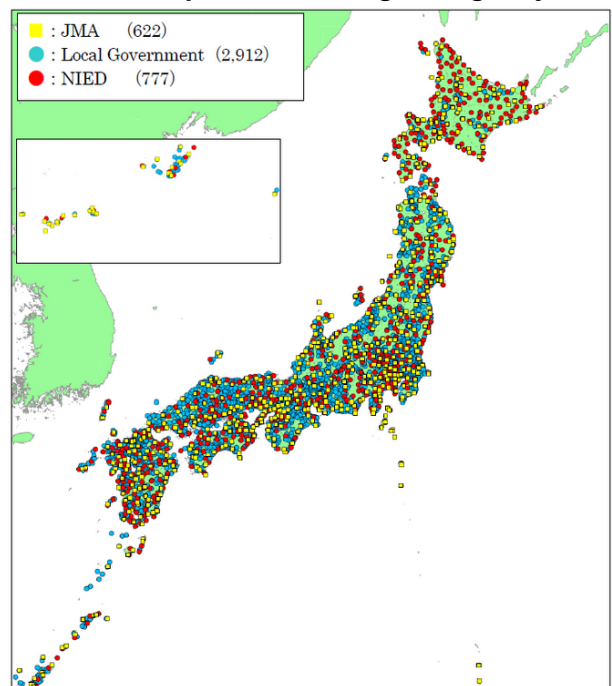 : JMA (622)
: Local Government (2,912)
: NIED (777)